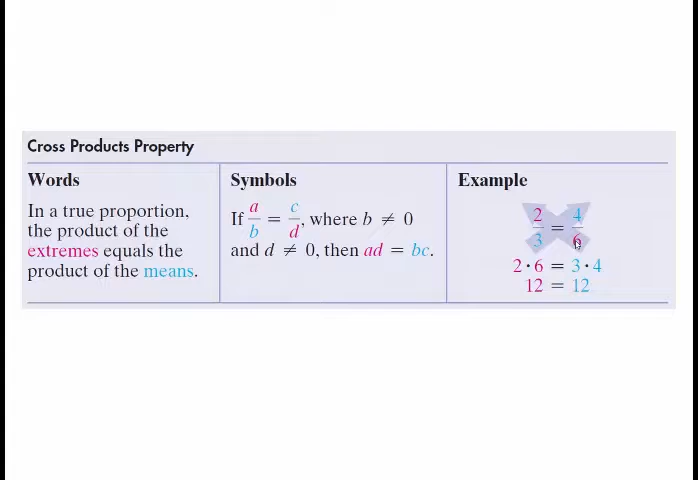 Cross Products Property
Words
In a true proportion,
the product of the
extremes equals the
product of the means.
Symbols
If a/b = c/d, where b ≠ 0
and d ≠ 0, then ad = bc.
Example
2/3 = 4/6
2 · 6 = 3 · 4
12 = 12